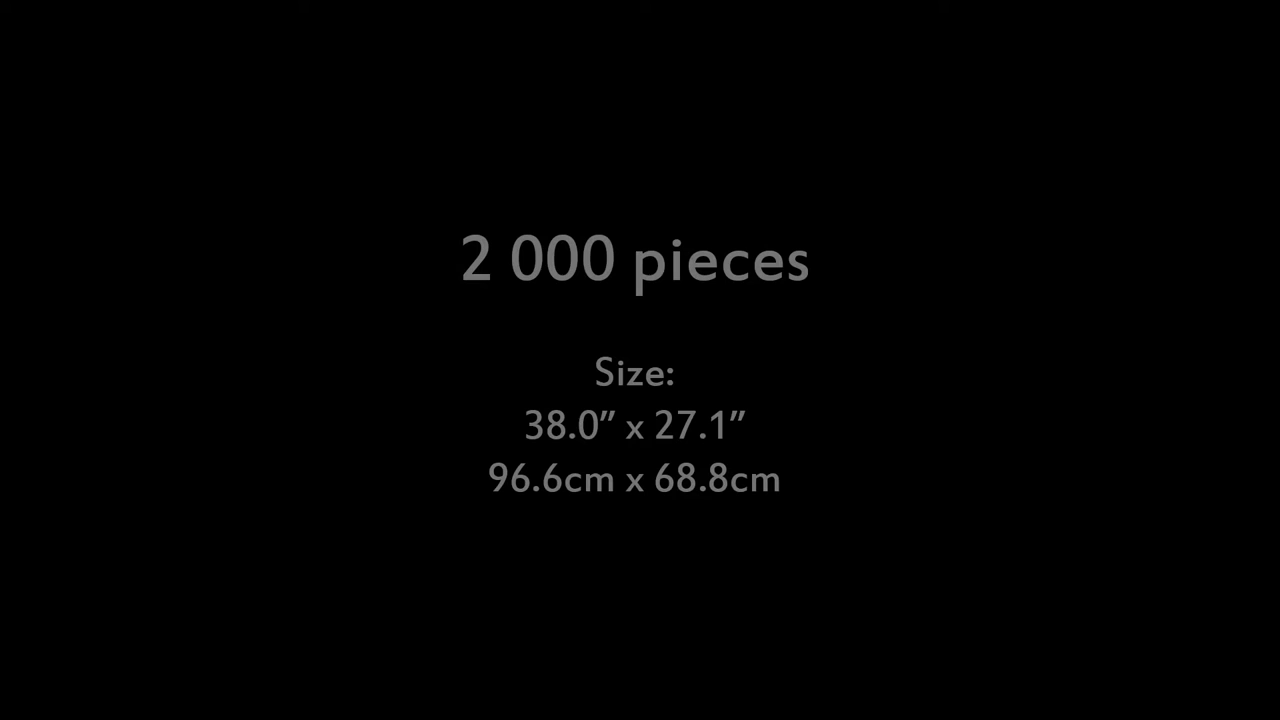 2 000 pieces
Size:
38.0” x 27.1”
96.6cm x 68.8cm